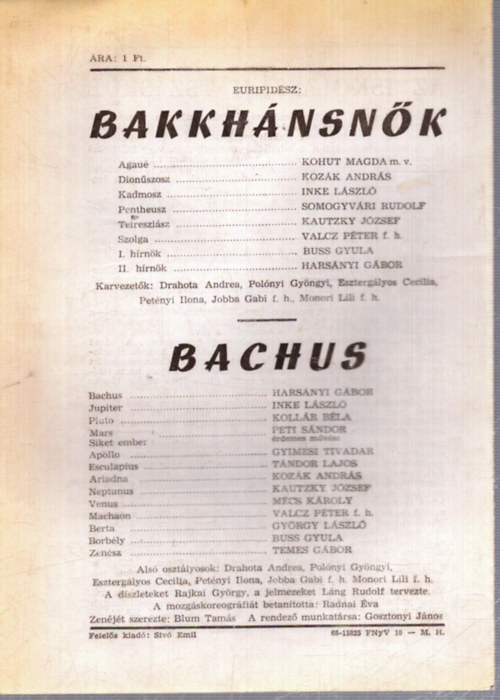 ÁRA: 1 Ft.
EURIPIDÉSZ:
BAKKHÁNSNŐK
Agaué ........ KOHUT MAGDA m. v.
Dionűszosz ........ KOZÁK ANDRÁS
Kadmosz ........ INKE LÁSZLÓ
Pentheusz ........ SOMOGYVÁRI RUDOLF
Teiresziász ........ KAUTZKY JÓZSEF
Szolga ........ VALCZ PÉTER f. h.
I. hírnök ........ BUSS GYULA
II. hírnök ........ HARSÁNYI GÁBOR
Karvezetők: Drahota Andrea, Polónyi Gyöngyi, Esztergályos Cecília,
Petényi Ilona, Jobba Gabi f. h., Monori Lili f. h.
BACHUS
Bachus ........ HARSÁNYI GÁBOR
Jupiter ........ INKE LÁSZLÓ
Pluto ........ KOLLÁR BÉLA
Mars ........ PETI SÁNDOR
Siket ember ........ érdemes művész
Apollo ........ GYIMESI TIVADAR
Esculapius ........ TÁNDOR LAJOS
Ariadna ........ KOZÁK ANDRÁS
Neptunus ........ KAUTZKY JÓZSEF
Venus ........ MÉCS KÁROLY
Machaon ........ VALCZ PÉTER f. h.
Berta ........ GYÖRGY LÁSZLÓ
Borbély ........ BUSS GYULA
Zenész ........ TEMES GÁBOR
Alsó osztályosok: Drahota Andrea, Polónyi Gyöngyi,
Esztergályos Cecília, Petényi Ilona, Jobba Gabi f. h. Monori Lili f. h.
A díszleteket Rajkai György, a jelmezeket Láng Rudolf tervezte.
A mozgáskoreográfiát betanította: Radnai Éva
Zenéjét szerezte: Blum Tamás A rendező munkatársa: Gosztonyi János
Felelős kiadó: Sivó Emil 68-15825 FNyV 10 — M. H.